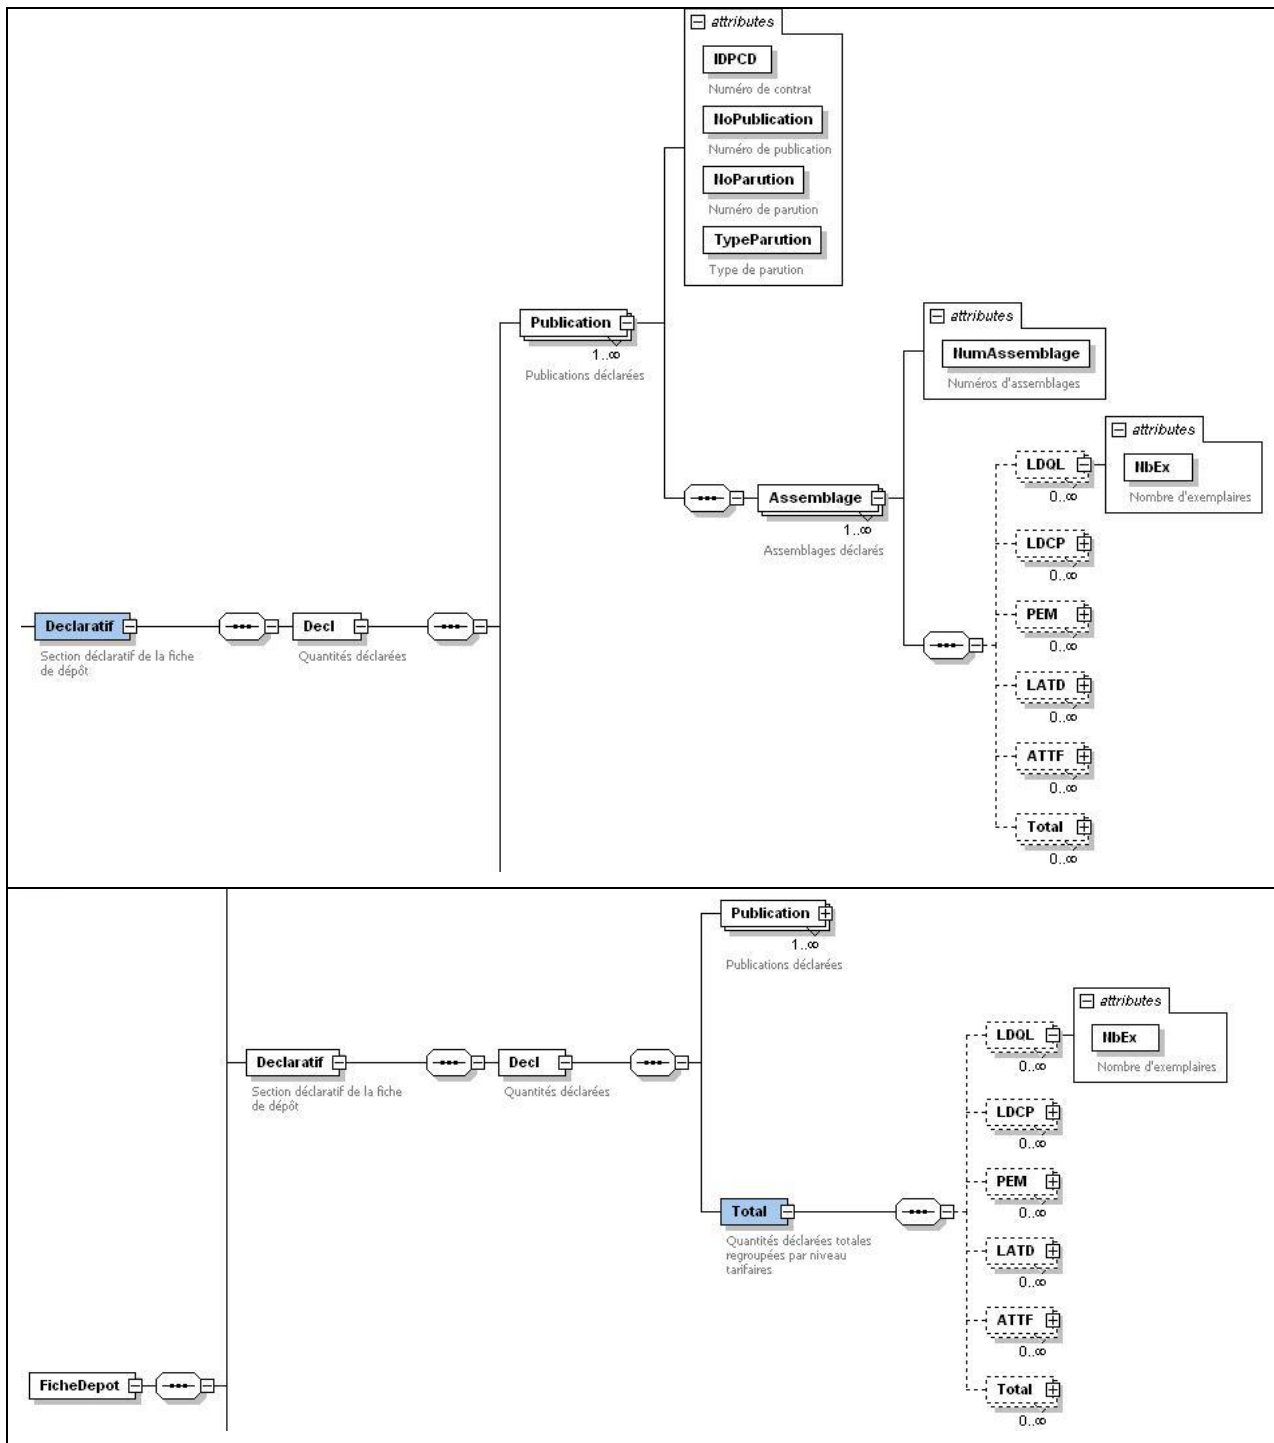 attributes
IDPCD
Numéro de contrat
NoPublication
Numéro de publication
NoParution
Numéro de parution
TypeParution
Type de parution
Publication
1..∞
Publications déclarées
attributes
NumAssemblage
Numéros d'assemblages
attributes
NbEx
Nombre d'exemplaires
LDQL
0..∞
Assemblage
1..∞
Assemblages déclarés
LDCP
0..∞
Declaratif
Section déclaratif de la fiche
de dépôt
Decl
Quantités déclarées
PEM
0..∞
LATD
0..∞
ATTF
0..∞
Total
0..∞
Publication
1..∞
Publications déclarées
attributes
NbEx
Nombre d'exemplaires
LDQL
0..∞
Declaratif
Section déclaratif de la fiche
de dépôt
Decl
Quantités déclarées
LDCP
0..∞
PEM
0..∞
Total
Quantités déclarées totales
regroupées par niveau
tarifaires
LATD
0..∞
ATTF
0..∞
FicheDepot
Total
0..∞